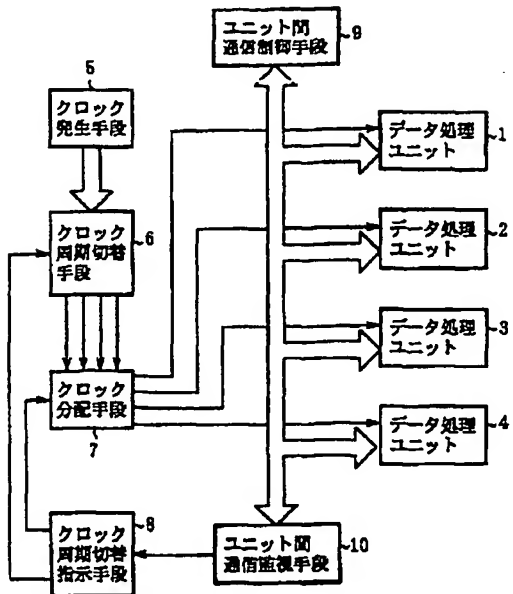 ユニット間
通信制御手段
9
5
クロック
発生手段
データ処理
ユニット
1
クロック
周期切替
手段
6
データ処理
ユニット
2
データ処理
ユニット
3
クロック
分配手段
7
データ処理
ユニット
4
クロック
周期切替
指示手段
8
ユニット間
通信監視手段
10